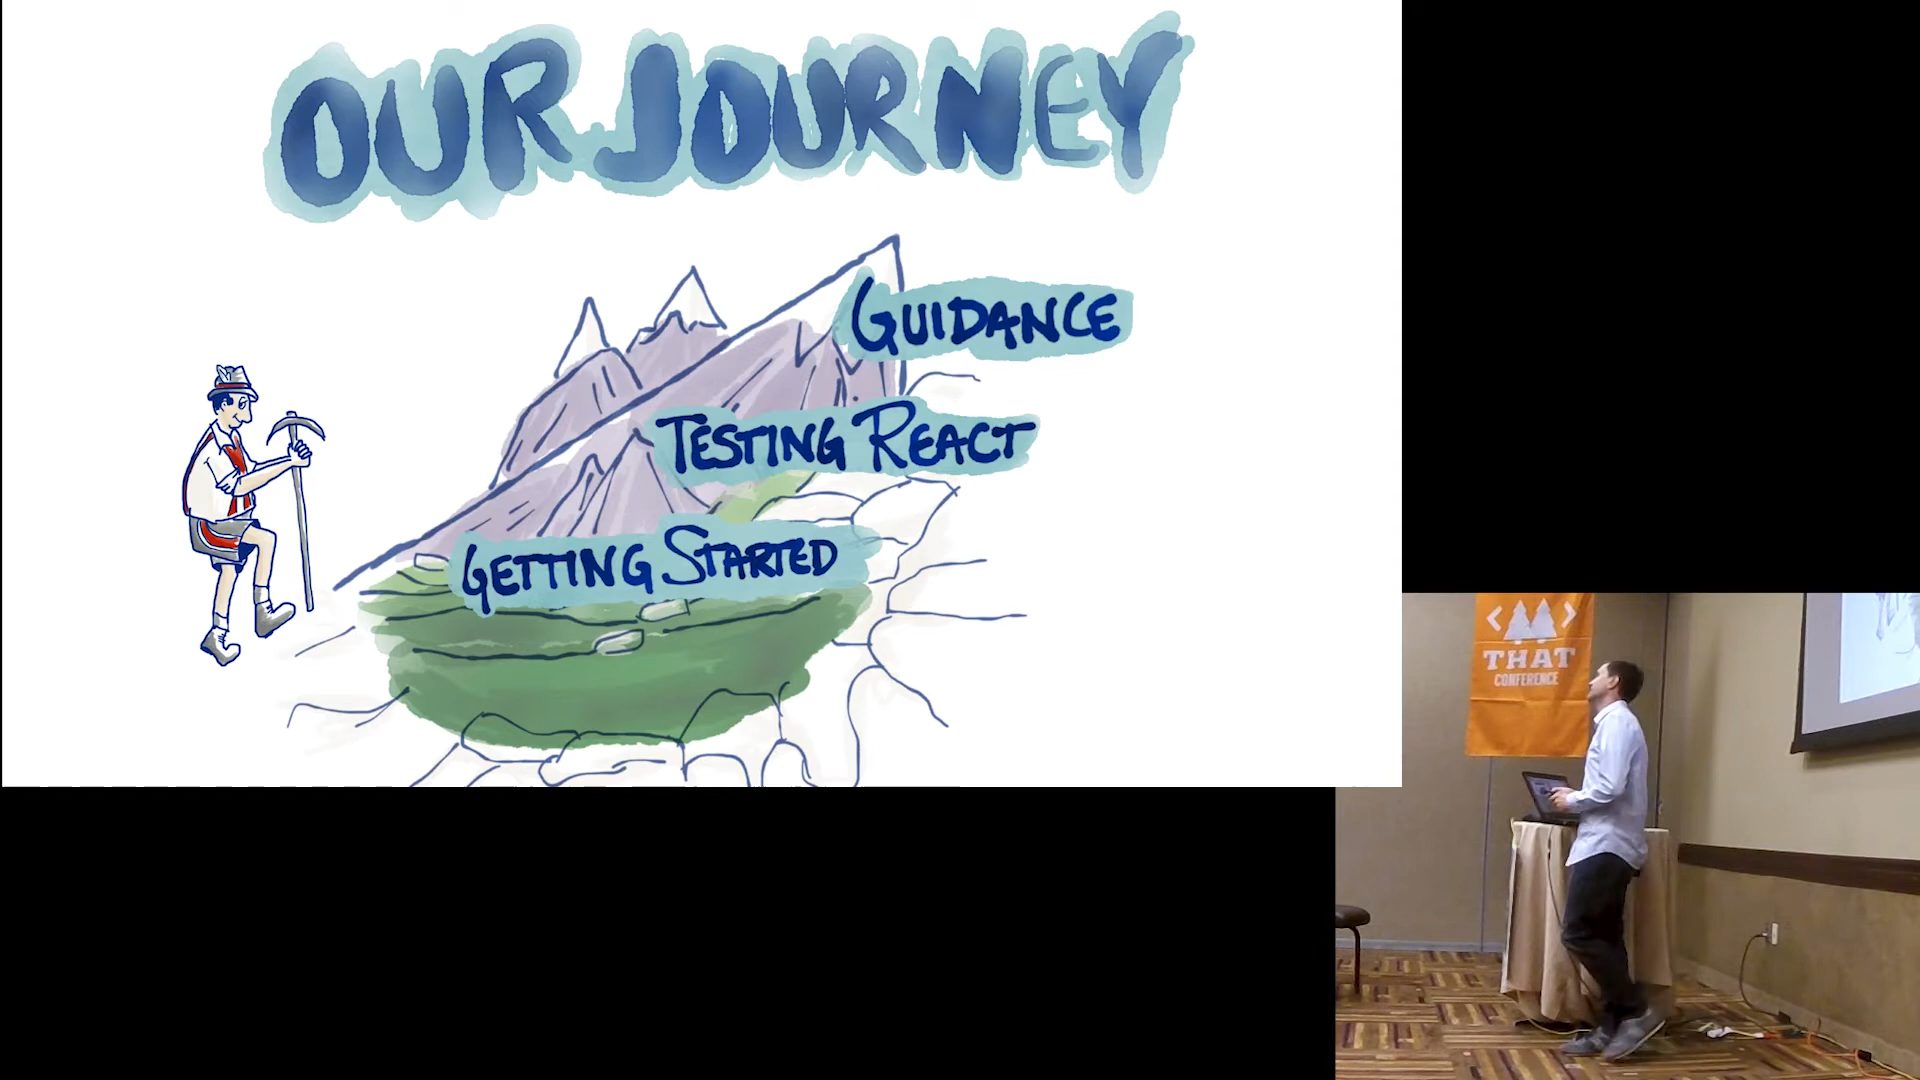 OUR JOURNEY
GUIDANCE
TESTING REACT
GETTING STARTED
< >
THAT
CONFERENCE